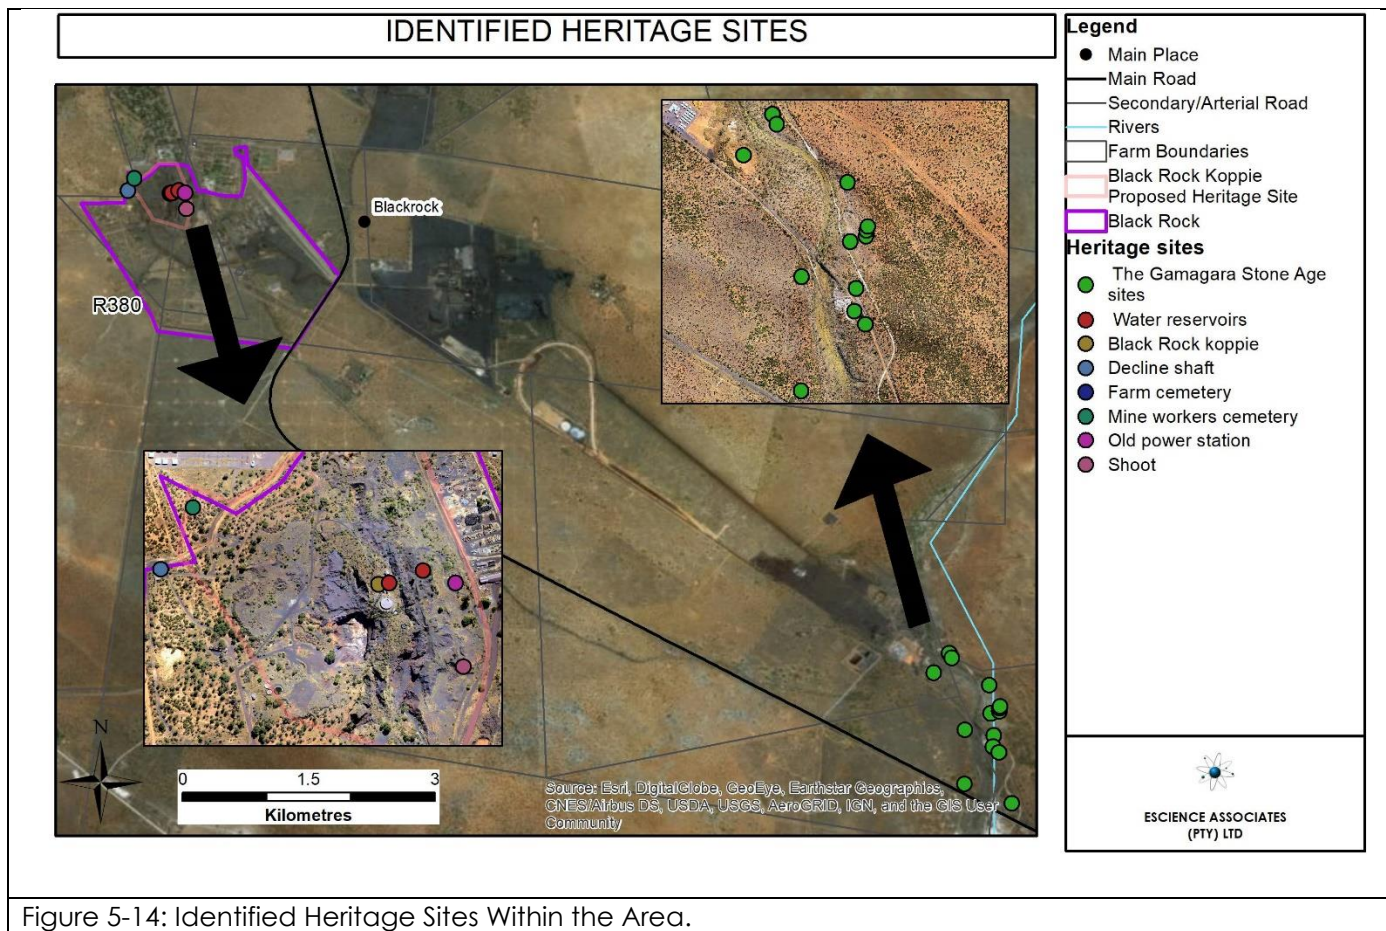 IDENTIFIED HERITAGE SITES
Blackrock
R380
N
0 1.5 3
Kilometres
Source: Esri, DigitalGlobe, GeoEye, Earthstar Geographics,
CNES/Airbus DS, USDA, USGS, AeroGRID, IGN, and the GIS User
Community
Legend
Main Place
Main Road
Secondary/Arterial Road
Rivers
Farm Boundaries
Black Rock Koppie
Proposed Heritage Site
Black Rock
Heritage sites
The Gamagara Stone Age
sites
Water reservoirs
Black Rock koppie
Decline shaft
Farm cemetery
Mine workers cemetery
Old power station
Shoot
ESCIENCE ASSOCIATES
(PTY) LTD
Figure 5-14: Identified Heritage Sites Within the Area.